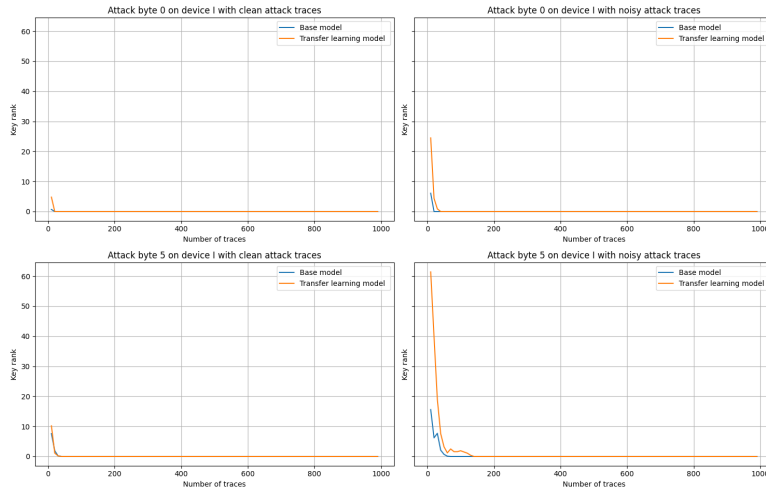 Attack byte 0 on device I with clean attack traces
60
50
40
30
20
10
0
Key rank
0 200 400 600 800 1000
Number of traces
Base model
Transfer learning model
Attack byte 0 on device I with noisy attack traces
Key rank
0 200 400 600 800 1000
Number of traces
Base model
Transfer learning model
Attack byte 5 on device I with clean attack traces
60
50
40
30
20
10
0
Key rank
0 200 400 600 800 1000
Number of traces
Base model
Transfer learning model
Attack byte 5 on device I with noisy attack traces
Key rank
0 200 400 600 800 1000
Number of traces
Base model
Transfer learning model